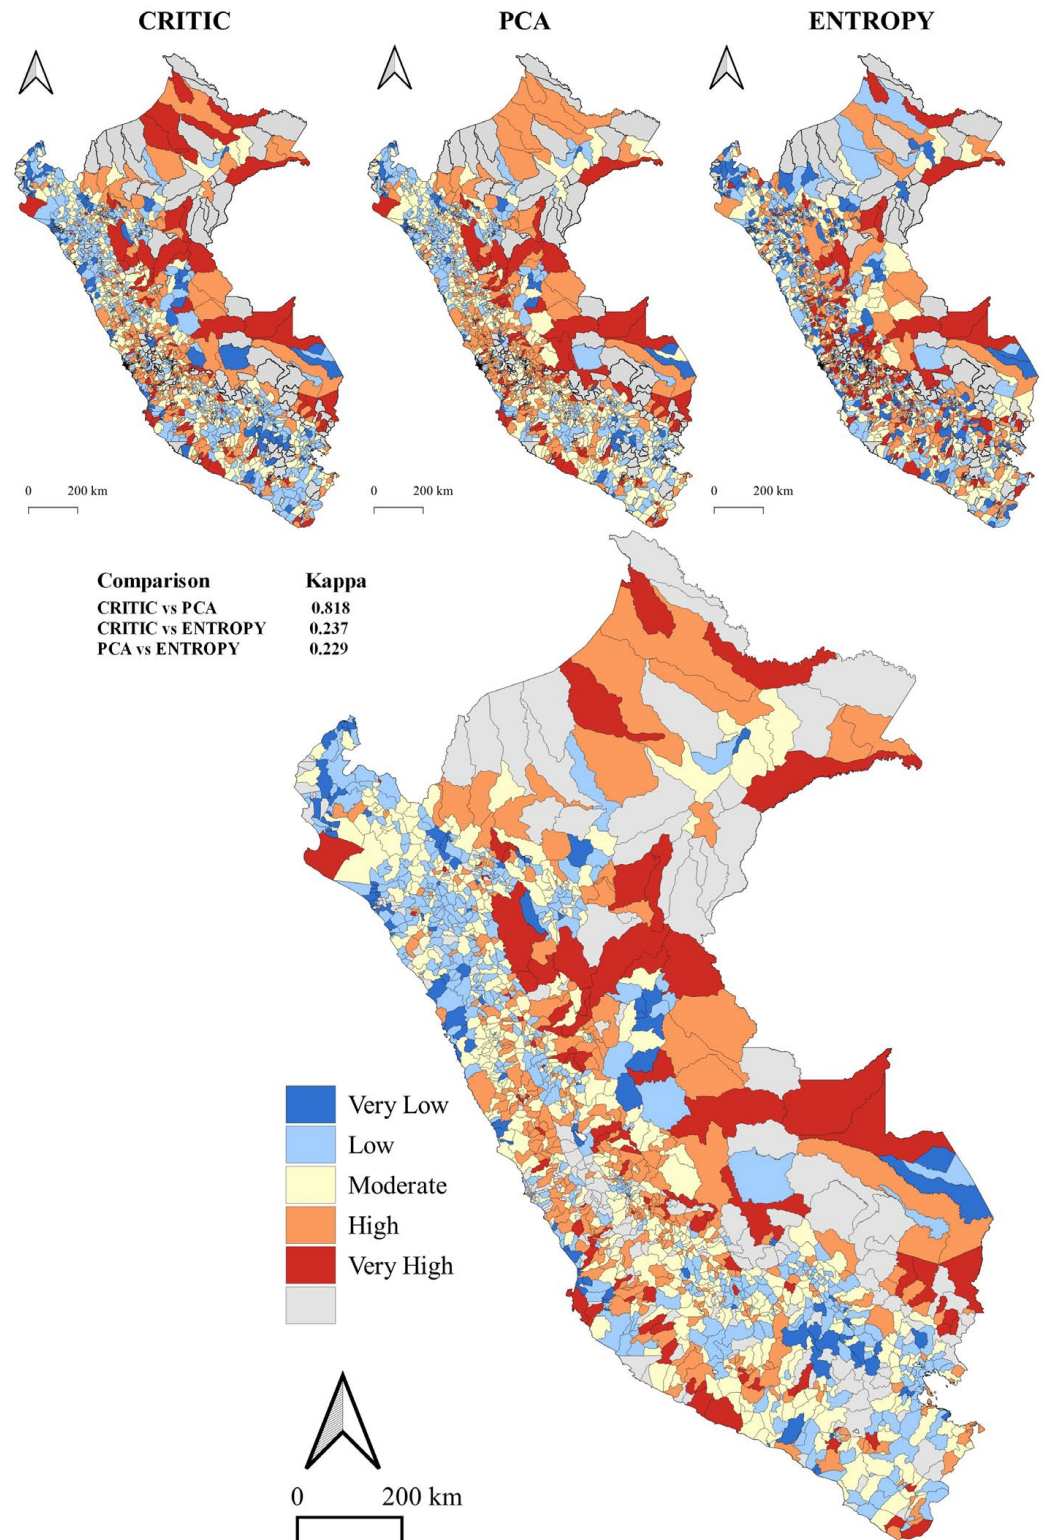 CRITIC PCA ENTROPY
0 200 km 0 200 km 0 200 km
Comparison Kappa
CRITIC vs PCA 0.818
CRITIC vs ENTROPY 0.237
PCA vs ENTROPY 0.229
Very Low
Low
Moderate
High
Very High
0 200 km